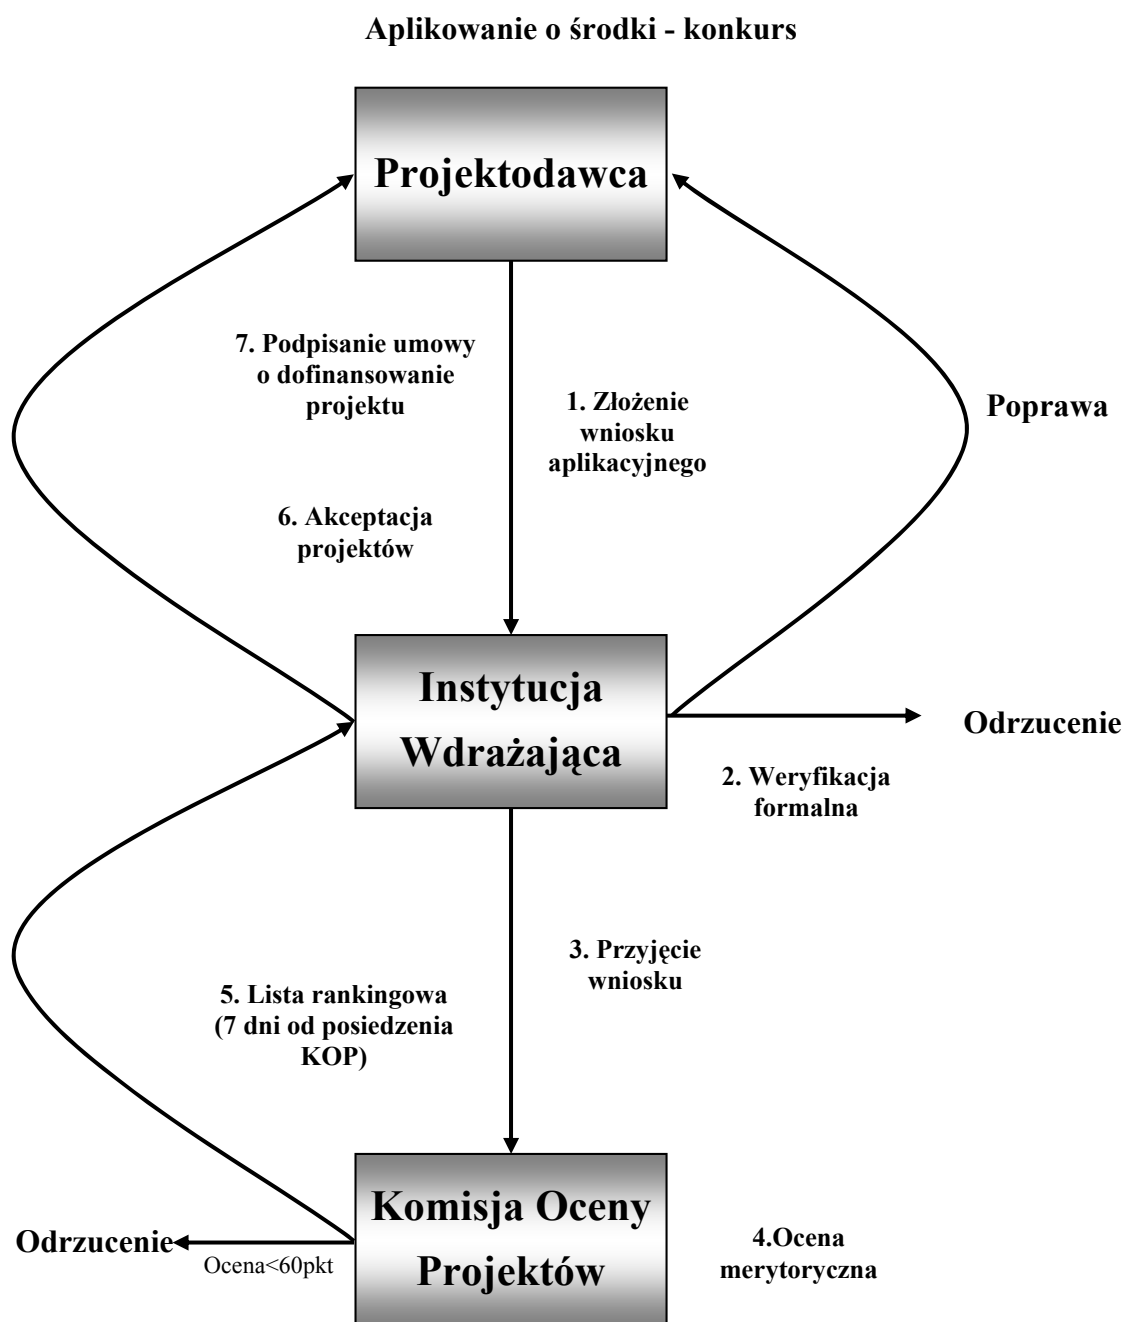 Aplikowanie o środki - konkurs
Projektodawca
7. Podpisanie umowy
o dofinansowanie
projektu
1. Złożenie
wniosku
aplikacyjnego
Poprawa
6. Akceptacja
projektów
Instytucja
Wdrażająca
Odrzucenie
2. Weryfikacja
formalna
3. Przyjęcie
wniosku
5. Lista rankingowa
(7 dni od posiedzenia
KOP)
Komisja Oceny
Projektów
Odrzucenie
Ocena<60pkt
4.Ocena
merytoryczna